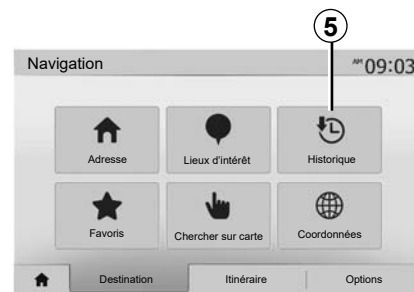 5
Navigation
AM 09:03
Adresse
Lieux d'intérêt
Historique
Favoris
Chercher sur carte
Coordonnées
Destination
Itinéraire
Options